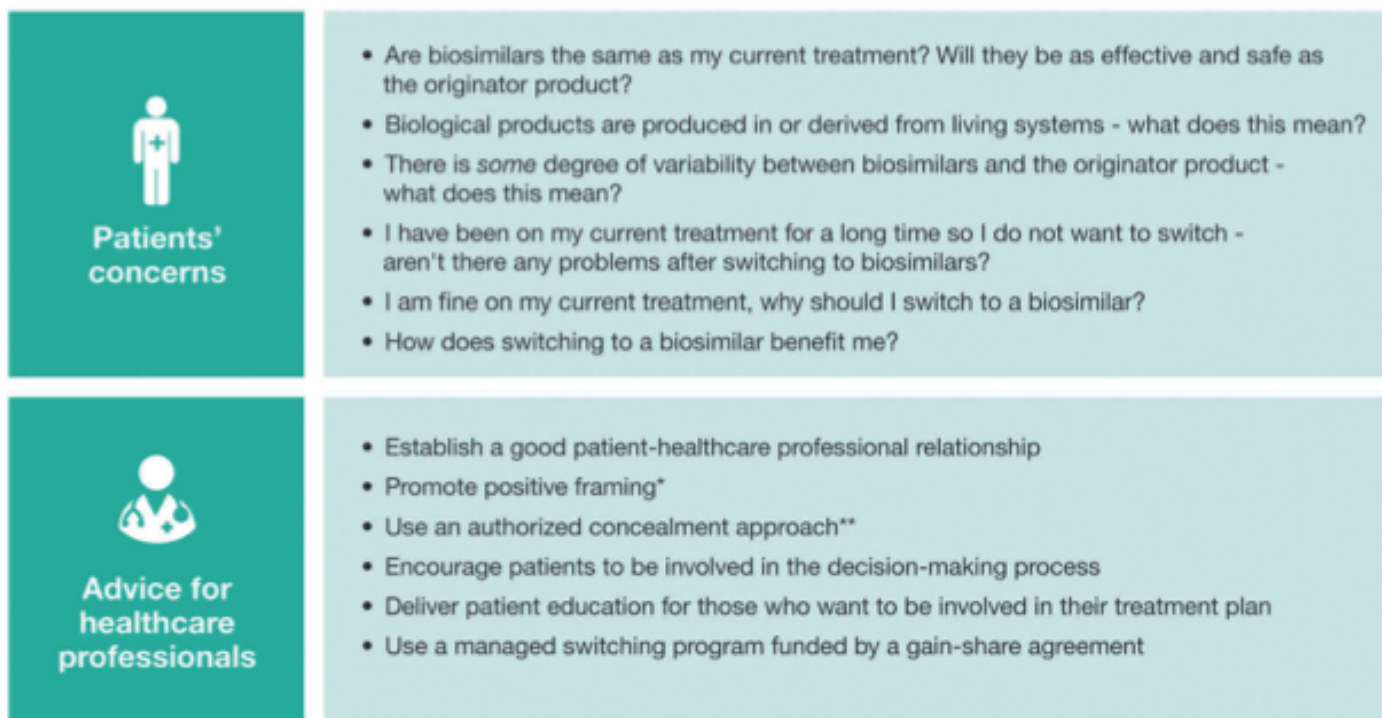 Patients'
concerns
• Are biosimilars the same as my current treatment? Will they be as effective and safe as
the originator product?
• Biological products are produced in or derived from living systems - what does this mean?
• There is some degree of variability between biosimilars and the originator product -
what does this mean?
• I have been on my current treatment for a long time so I do not want to switch -
aren't there any problems after switching to biosimilars?
• I am fine on my current treatment, why should I switch to a biosimilar?
• How does switching to a biosimilar benefit me?
Advice for
healthcare
professionals
• Establish a good patient-healthcare professional relationship
• Promote positive framing*
• Use an authorized concealment approach**
• Encourage patients to be involved in the decision-making process
• Deliver patient education for those who want to be involved in their treatment plan
• Use a managed switching program funded by a gain-share agreement